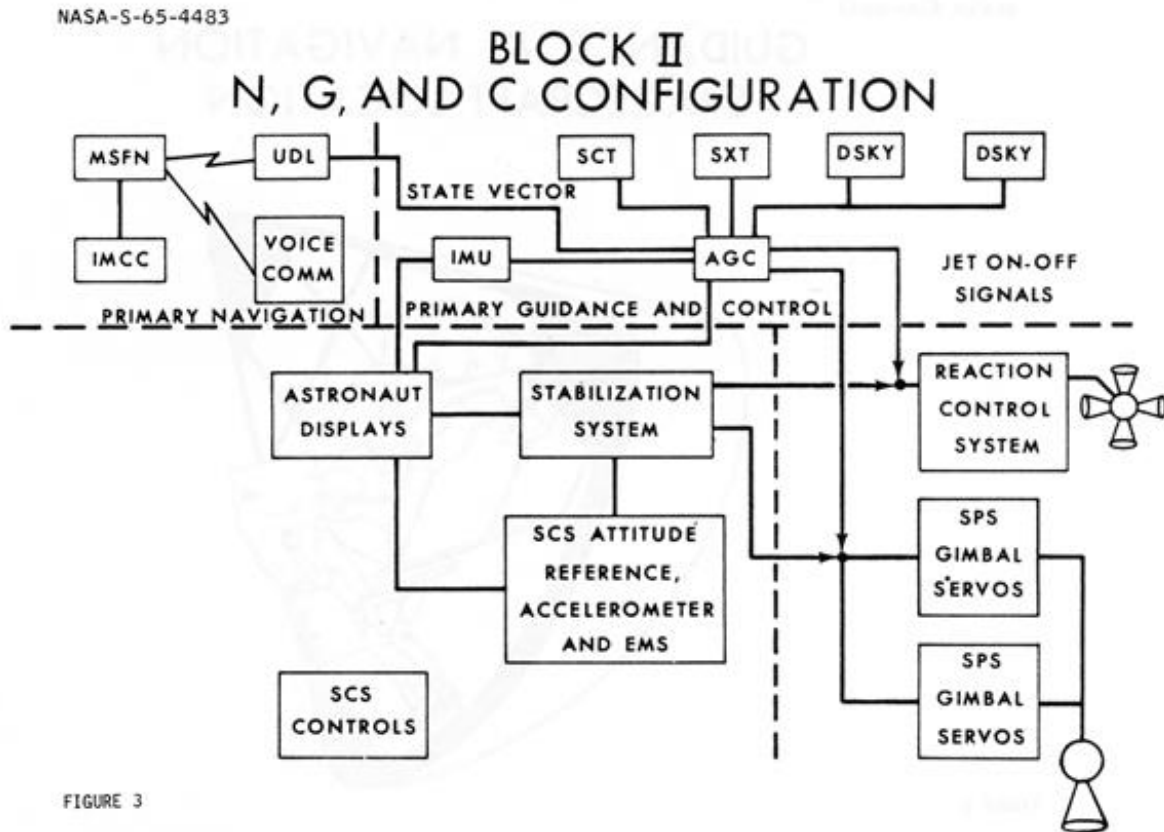 NASA-S-65-4483
BLOCK II
N, G, AND C CONFIGURATION
MSFN
UDL
SCT
SXT
DSKY
DSKY
STATE VECTOR
IMCC
VOICE
COMM
IMU
AGC
JET ON-OFF
SIGNALS
PRIMARY NAVIGATION
PRIMARY GUIDANCE AND CONTROL
ASTRONAUT
DISPLAYS
STABILIZATION
SYSTEM
REACTION
CONTROL
SYSTEM
SCS ATTITUDE
REFERENCE,
ACCELEROMETER
AND EMS
SPS
GIMBAL
SERVOS
SPS
GIMBAL
SERVOS
SCS
CONTROLS
FIGURE 3